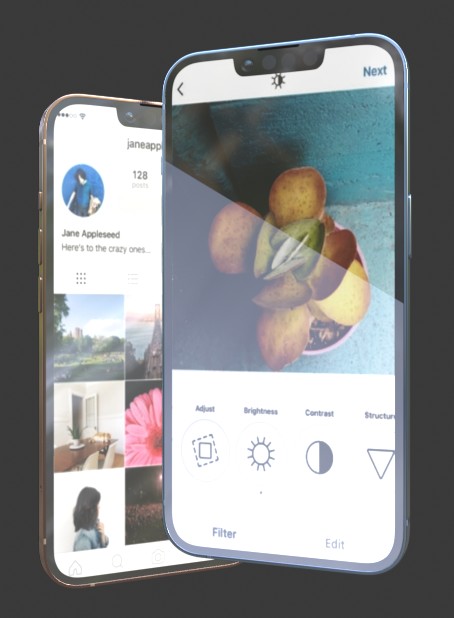 Next
janeapp
128
posts
Jane Appleseed
Here's to the crazy ones...
Adjust
Brightness
Contrast
Structure
Filter
Edit